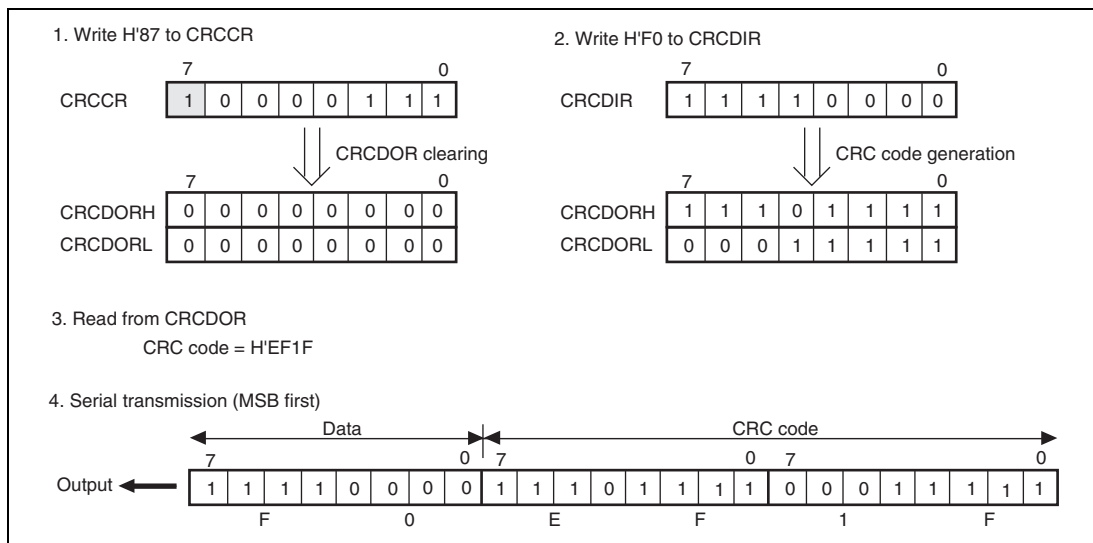 1. Write H'87 to CRCCR
7 0
CRCCR 1 0 0 0 0 1 1 1
CRCDOR clearing
7 0
CRCDORH 0 0 0 0 0 0 0 0
CRCDORL 0 0 0 0 0 0 0 0
2. Write H'F0 to CRCDIR
7 0
CRCDIR 1 1 1 1 0 0 0 0
CRC code generation
7 0
CRCDORH 1 1 1 0 1 1 1 1
CRCDORL 0 0 0 1 1 1 1 1
3. Read from CRCDOR
CRC code = H'EF1F
4. Serial transmission (MSB first)
Data CRC code
7 0 7 0 7 0
Output 1 1 1 1 0 0 0 0 1 1 1 0 1 1 1 1 0 0 0 1 1 1 1 1
F 0 E F 1 F